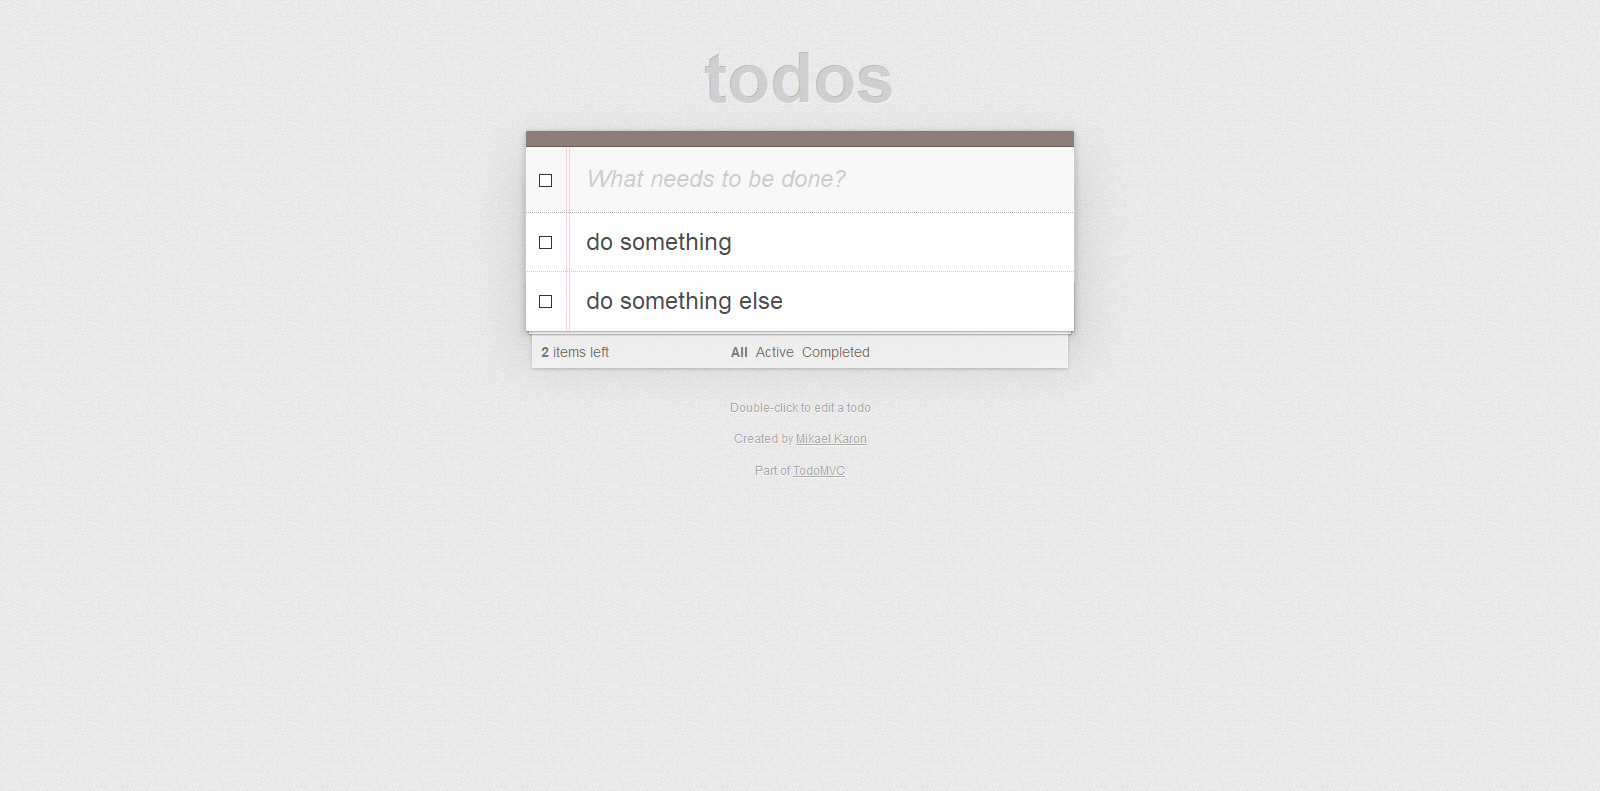 todos
What needs to be done?
do something
do something else
2 items left All Active Completed
Double-click to edit a todo
Created by Mikael Karon
Part of TodoMVC